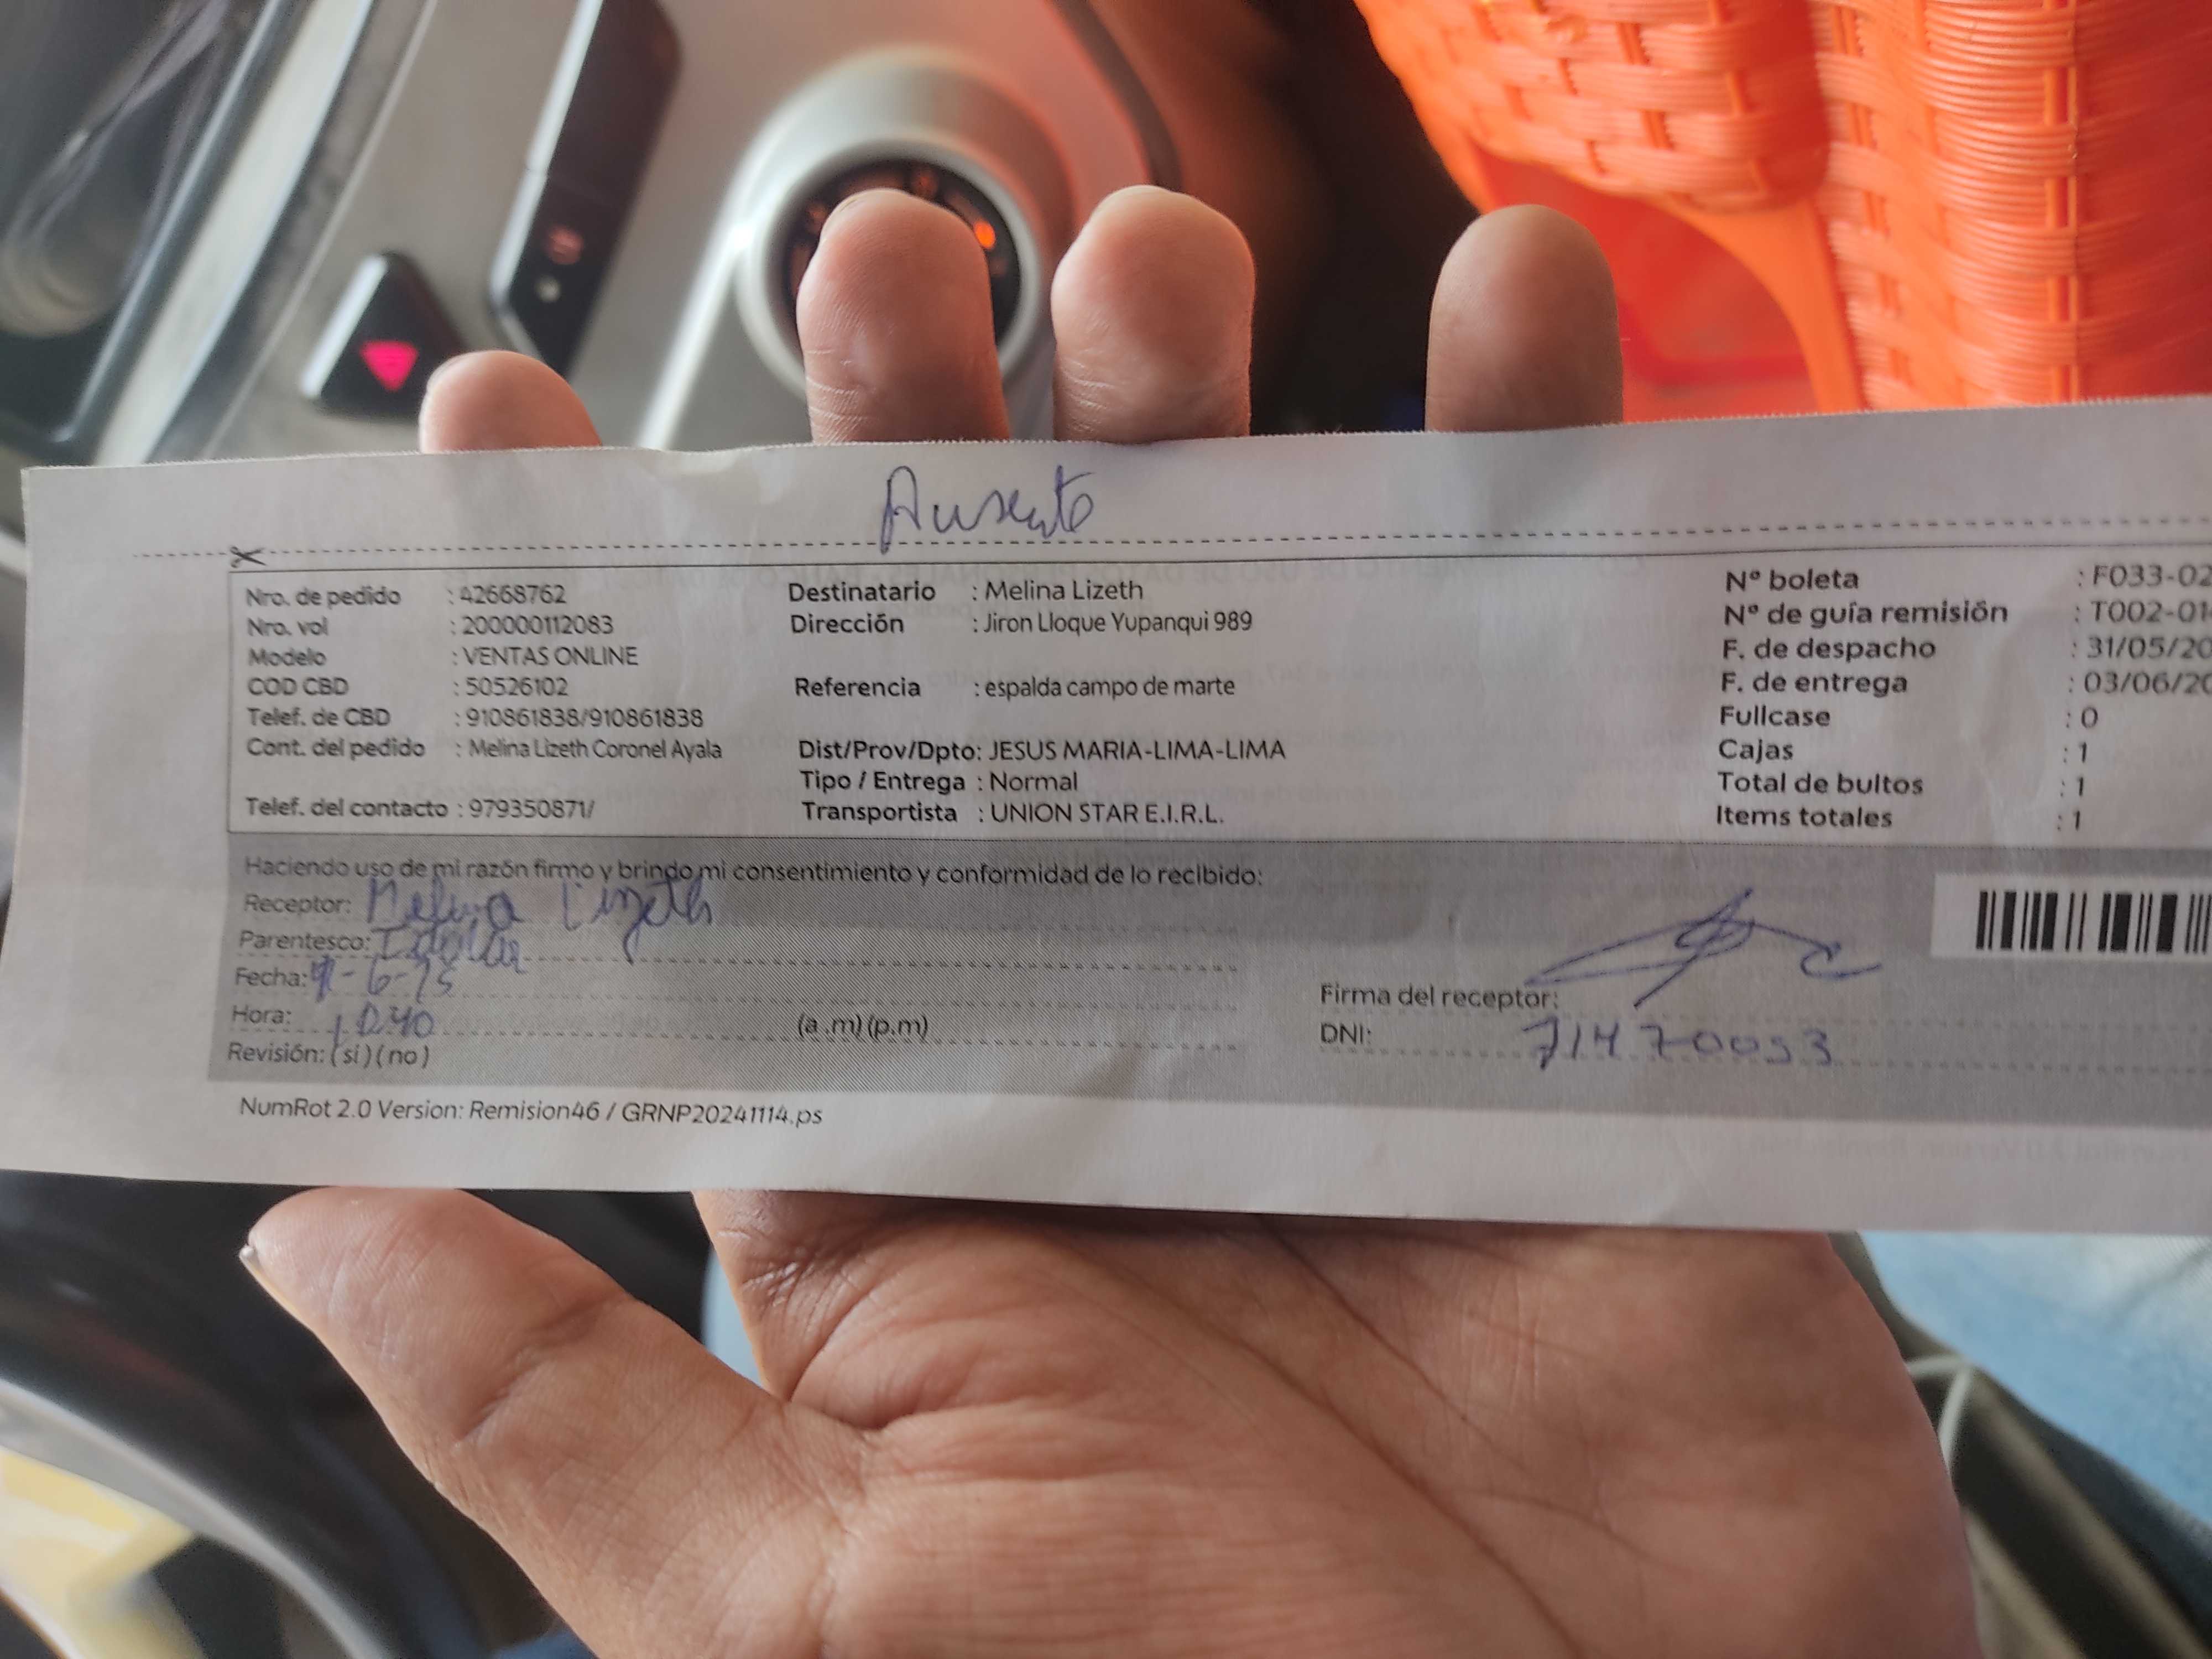 Ausente
Nro. de pedido : 42668762
Nro. vol : 200000112083
Modelo : VENTAS ONLINE
COD CBD : 50526102
Telef. de CBD : 910861838/910861838
Cont. del pedido : Melina Lizeth Coronel Ayala
Telef. del contacto : 979350871/
Destinatario : Melina Lizeth
Dirección : Jiron Lloque Yupanqui 989
Referencia : espalda campo de marte
Dist/Prov/Dpto: JESUS MARIA-LIMA-LIMA
Tipo / Entrega : Normal
Transportista : UNION STAR E.I.R.L.
Nº boleta : F033-02
Nº de guía remisión : T002-01
F. de despacho : 31/05/20
F. de entrega : 03/06/20
Fullcase : 0
Cajas : 1
Total de bultos : 1
Items totales : 1
Haciendo uso de mi razón firmo y brindo mi consentimiento y conformidad de lo recibido:
Receptor: Melina Lizeth
Parentesco:
Fecha:
Hora: (a .m) (p.m)
Revisión: ( si ) ( no )
Firma del receptor:
DNI: 71470053
NumRot 2.0 Version: Remision46 / GRNP20241114.ps